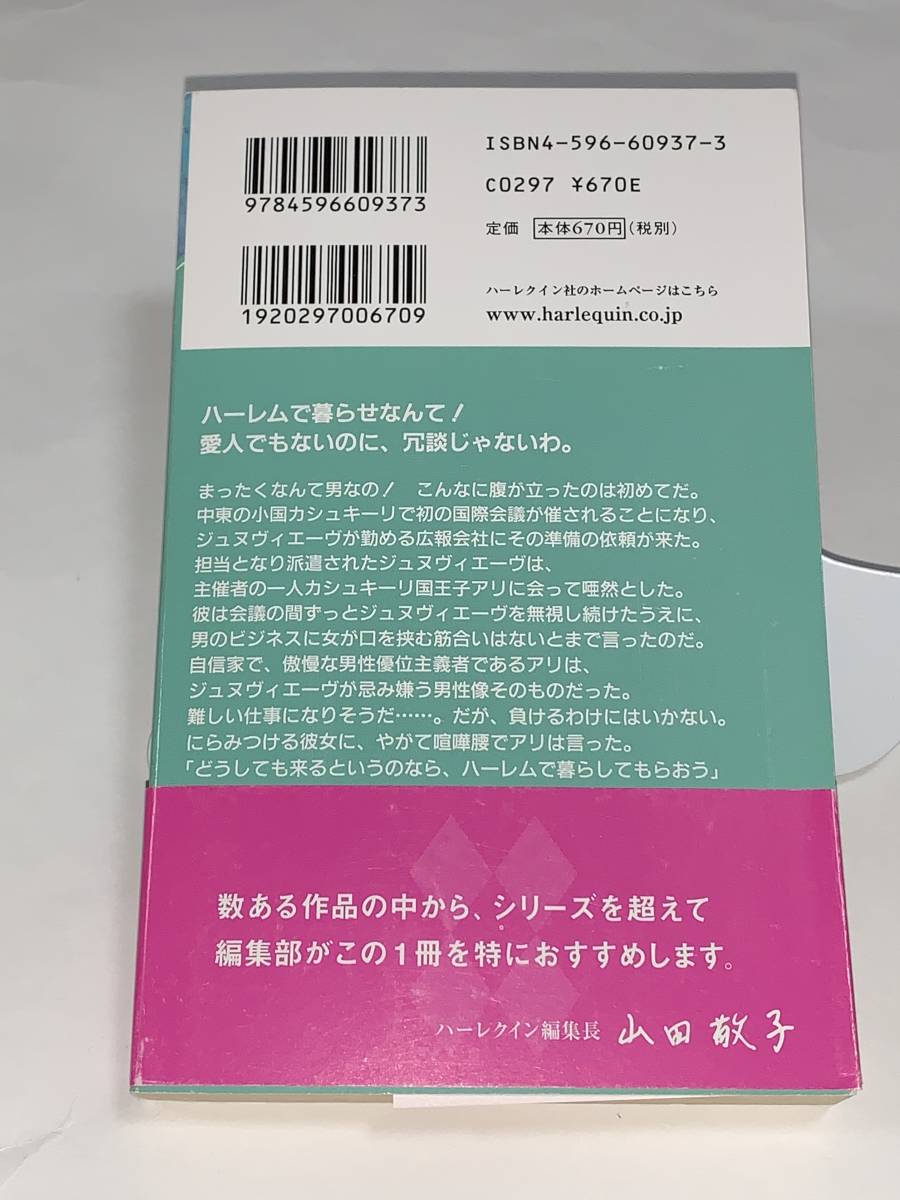 ISBN4-596-60937-3
9784596609373
C0297 ¥670E
定価 本体670円(税別)
1920297006709
ハーレクイン社のホームページはこちら
www.harlequin.co.jp
ハーレムで暮らせなんて!
愛人でもないのに、冗談じゃないわ。
まったくなんて男なの! こんなに腹が立ったのは初めてだ。
中東の小国カシュキーリで初の国際会議が催されることになり、
ジュヌヴィエーヴが勤める広報会社にその準備の依頼が来た。
担当となり派遣されたジュヌヴィエーヴは、
主催者の一人カシュキーリ国王子アリに会って唖然とした。
彼は会議の間ずっとジュヌヴィエーヴを無視し続けたうえに、
男のビジネスに女が口を挟む筋合いはないとまで言ったのだ。
自信家で、傲慢な男性優位主義者であるアリは、
ジュヌヴィエーヴが忌み嫌う男性像そのものだった。
難しい仕事になりそうだ……。だが、負けるわけにはいかない。
にらみつける彼女に、やがて喧嘩腰でアリは言った。
「どうしても来るというのなら、ハーレムで暮らしてもらおう」
数ある作品の中から、シリーズを超えて
編集部がこの1冊を特におすすめします。
ハーレクイン編集長 山田敬子